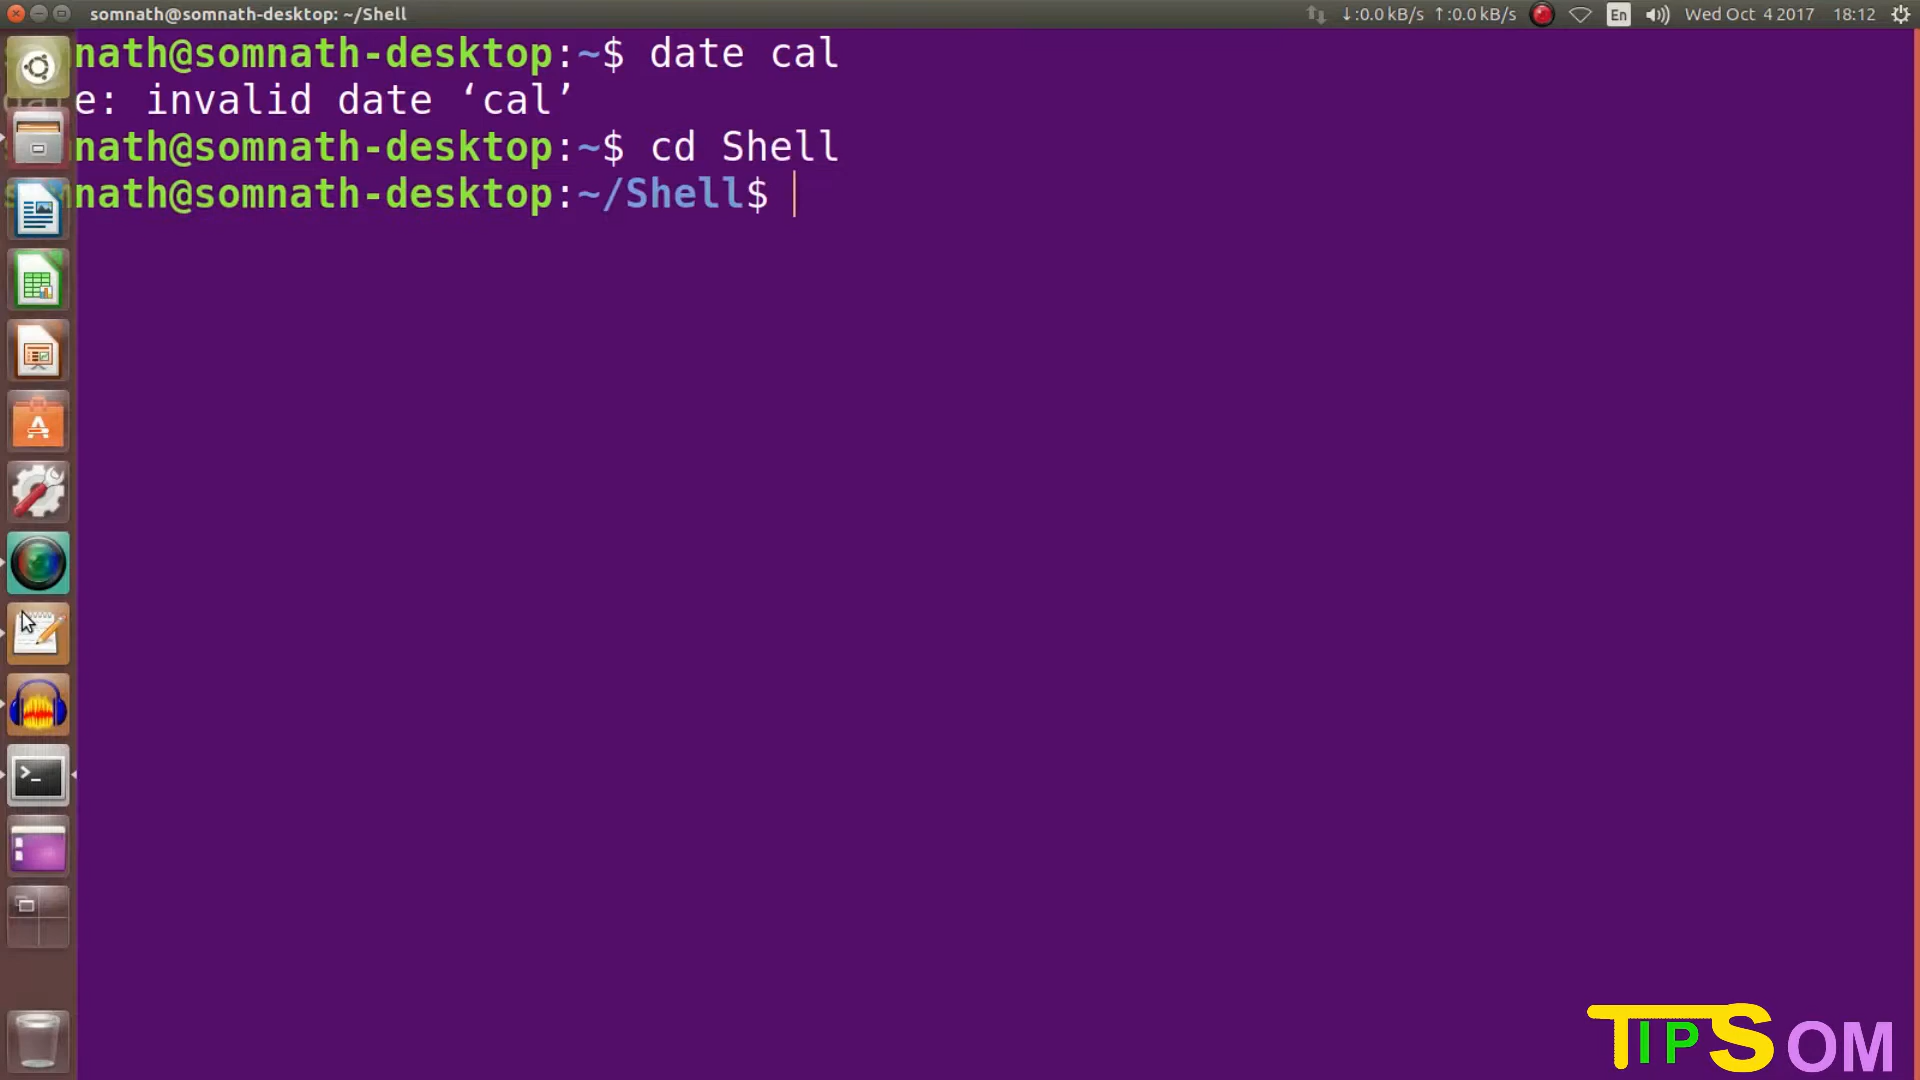 somnath@somnath-desktop: ~/Shell
↓:0.0 kB/s ↑:0.0 kB/s En Wed Oct 4 2017 18:12
nath@somnath-desktop:~$ date cal
e: invalid date ‘cal’
nath@somnath-desktop:~$ cd Shell
nath@somnath-desktop:~/Shell$
TIPSOM